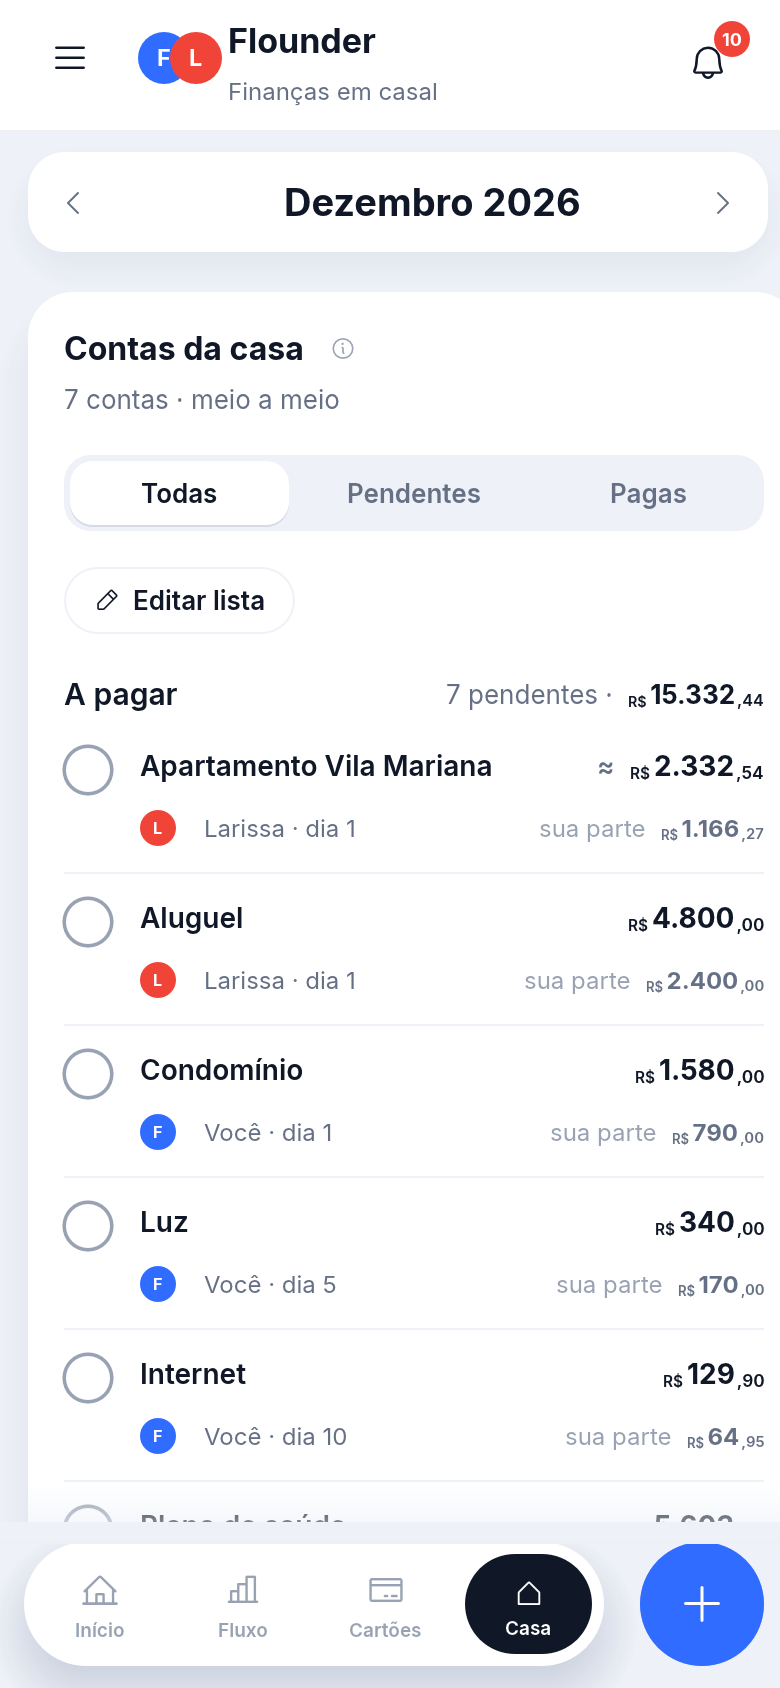 F L Flounder
Finanças em casal
10
Dezembro 2026
Contas da casa
7 contas · meio a meio
Todas Pendentes Pagas
Editar lista
A pagar 7 pendentes · R$ 15.332,44
Apartamento Vila Mariana ≈ R$ 2.332,54
L Larissa · dia 1 sua parte R$ 1.166,27
Aluguel R$ 4.800,00
L Larissa · dia 1 sua parte R$ 2.400,00
Condomínio R$ 1.580,00
F Você · dia 1 sua parte R$ 790,00
Luz R$ 340,00
F Você · dia 5 sua parte R$ 170,00
Internet R$ 129,90
F Você · dia 10 sua parte R$ 64,95
Início Fluxo Cartões Casa